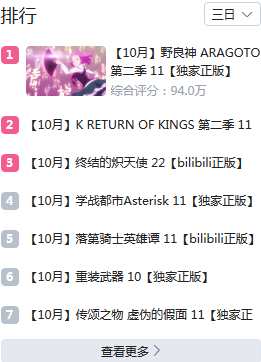 排行
三日
1
【10月】野良神 ARAGOTO
第二季 11【独家正版】
综合评分：94.0万
2
【10月】K RETURN OF KINGS 第二季 11
3
【10月】终结的炽天使 22【bilibili正版】
4
【10月】学战都市Asterisk 11【独家正版】
5
【10月】落第骑士英雄谭 11【bilibili正版】
6
【10月】重装武器 10【独家正版】
7
【10月】传颂之物 虚伪的假面 11【独家正
查看更多